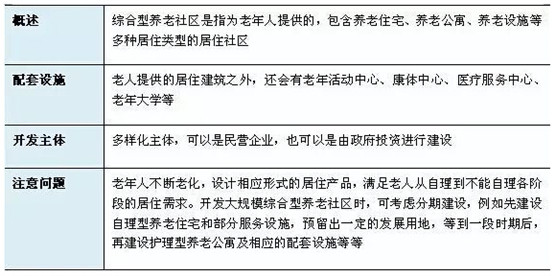 概述
综合型养老社区是指为老年人提供的，包含养老住宅、养老公寓、养老设施等
多种居住类型的居住社区
配套设施
老人提供的居住建筑之外，还会有老年活动中心、康体中心、医疗服务中心、
老年大学等
开发主体
多样化主体，可以是民营企业，也可以是由政府投资进行建设
注意问题
老年人不断老化，设计相应形式的居住产品，满足老人从自理到不能自理各阶
段的居住需求。开发大规模综合型养老社区时，可考虑分期建设，例如先建设
自理型养老住宅和部分服务设施，预留出一定的发展用地，等到一段时期后，
再建设护理型养老公寓及相应的配套设施等等